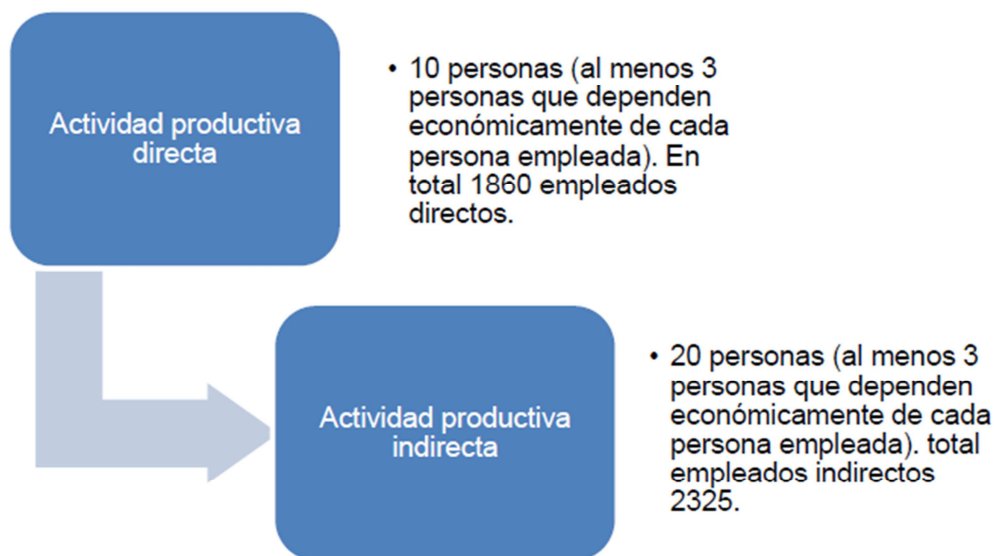 Actividad productiva
directa
• 10 personas (al menos 3
personas que dependen
económicamente de cada
persona empleada). En
total 1860 empleados
directos.
Actividad productiva
indirecta
• 20 personas (al menos 3
personas que dependen
económicamente de cada
persona empleada). total
empleados indirectos
2325.